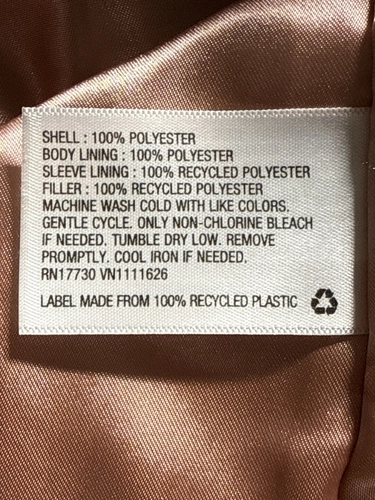 SHELL : 100% POLYESTER
BODY LINING : 100% POLYESTER
SLEEVE LINING : 100% RECYCLED POLYESTER
FILLER : 100% RECYCLED POLYESTER
MACHINE WASH COLD WITH LIKE COLORS.
GENTLE CYCLE. ONLY NON-CHLORINE BLEACH
IF NEEDED. TUMBLE DRY LOW. REMOVE
PROMPTLY. COOL IRON IF NEEDED.
RN17730 VN1111626
LABEL MADE FROM 100% RECYCLED PLASTIC